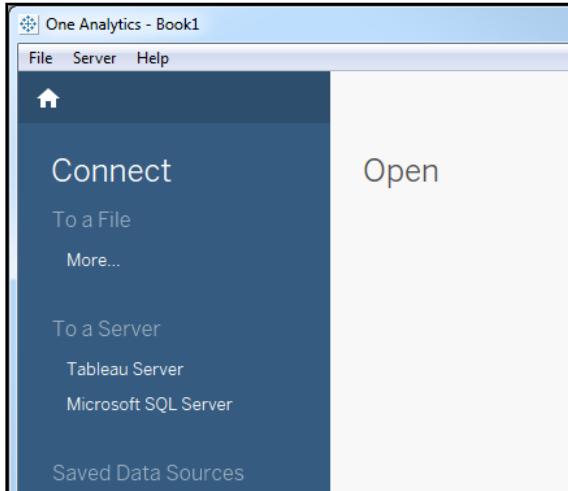 One Analytics - Book1
File Server Help
Connect
Open
To a File
More...
To a Server
Tableau Server
Microsoft SQL Server
Saved Data Sources